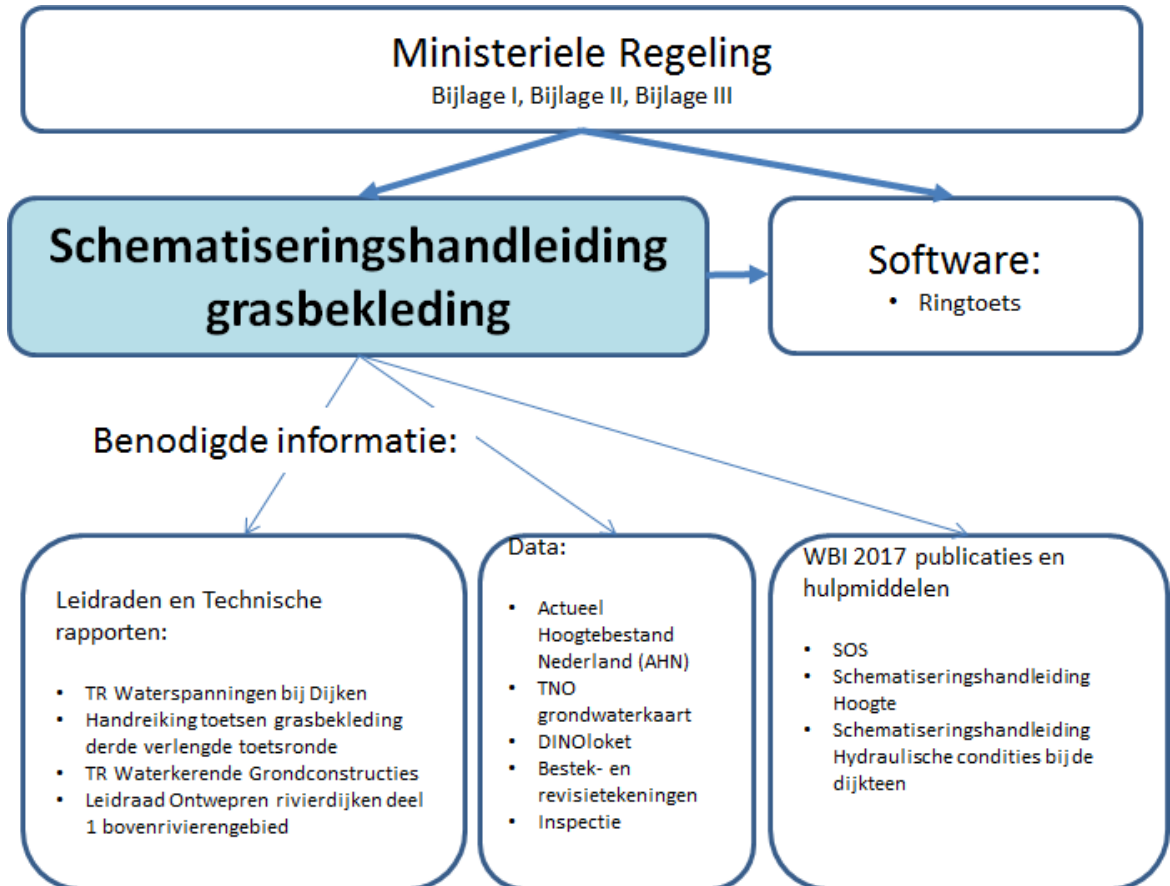 Ministeriele Regeling
Bijlage I, Bijlage II, Bijlage III
Schematiseringshandleiding
grasbekleding
Software:
• Ringtoets
Benodigde informatie:
Leidraden en Technische
rapporten:
• TR Waterspanningen bij Dijken
• Handreiking toetsen grasbekleding
derde verlengde toetsronde
• TR Waterkerende Grondconstructies
• Leidraad Ontwepren rivierdijken deel
1 bovenrivierengebied
Data:
• Actueel
Hoogtebestand
Nederland (AHN)
• TNO
grondwaterkaart
• DINOloket
• Bestek- en
revisietekeningen
• Inspectie
WBI 2017 publicaties en
hulpmiddelen
• SOS
• Schematiseringshandleiding
Hoogte
• Schematiseringshandleiding
Hydraulische condities bij de
dijkteen